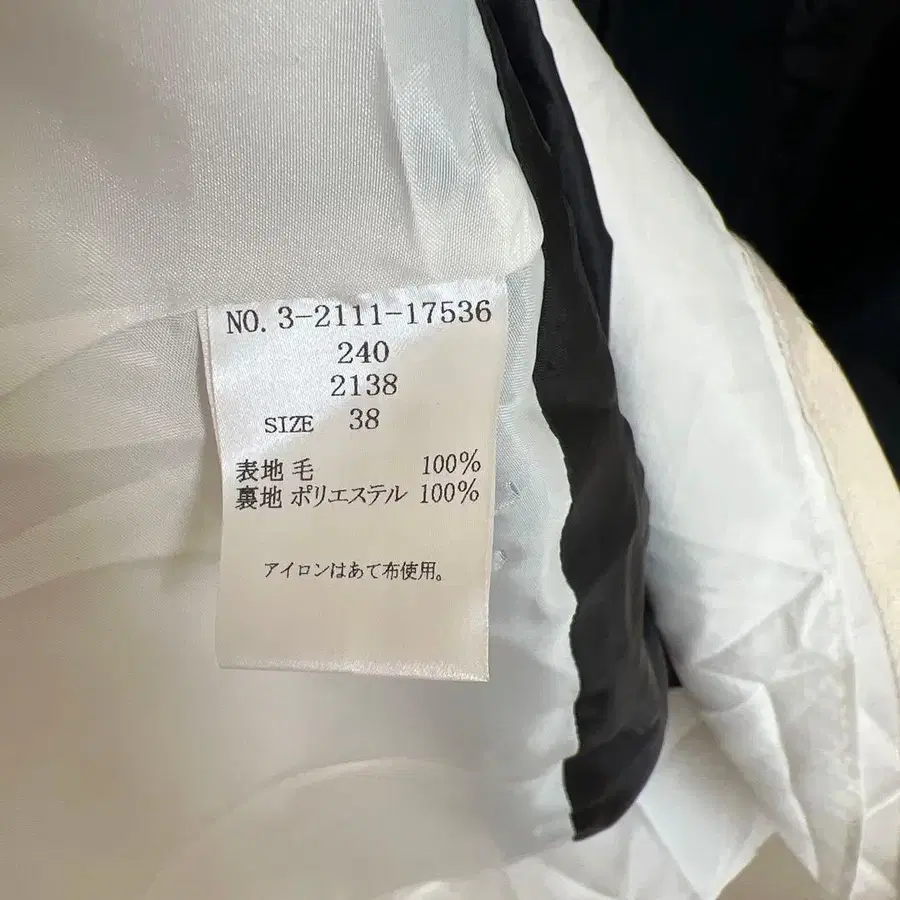 NO. 3-2111-17536
240
2138
SIZE 38
表地 毛 100%
裏地 ポリエステル 100%
アイロンはあて布使用。